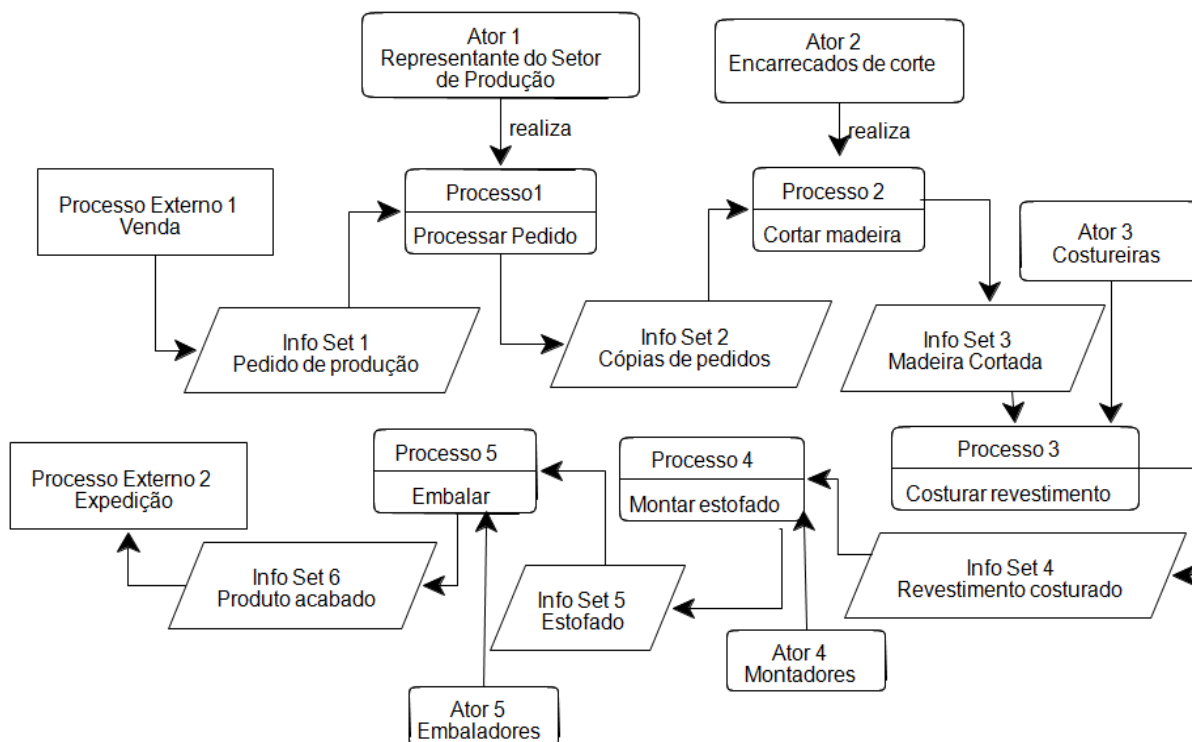 Ator 1
Representante do Setor
de Produção
Ator 2
Encarrecados de corte
realiza
realiza
Processo Externo 1
Venda
Processo1
Processar Pedido
Processo 2
Cortar madeira
Ator 3
Costureiras
Info Set 1
Pedido de produção
Info Set 2
Cópias de pedidos
Info Set 3
Madeira Cortada
Processo Externo 2
Expedição
Processo 5
Embalar
Processo 4
Montar estofado
Processo 3
Costurar revestimento
Info Set 6
Produto acabado
Info Set 5
Estofado
Info Set 4
Revestimento costurado
Ator 4
Montadores
Ator 5
Embaladores